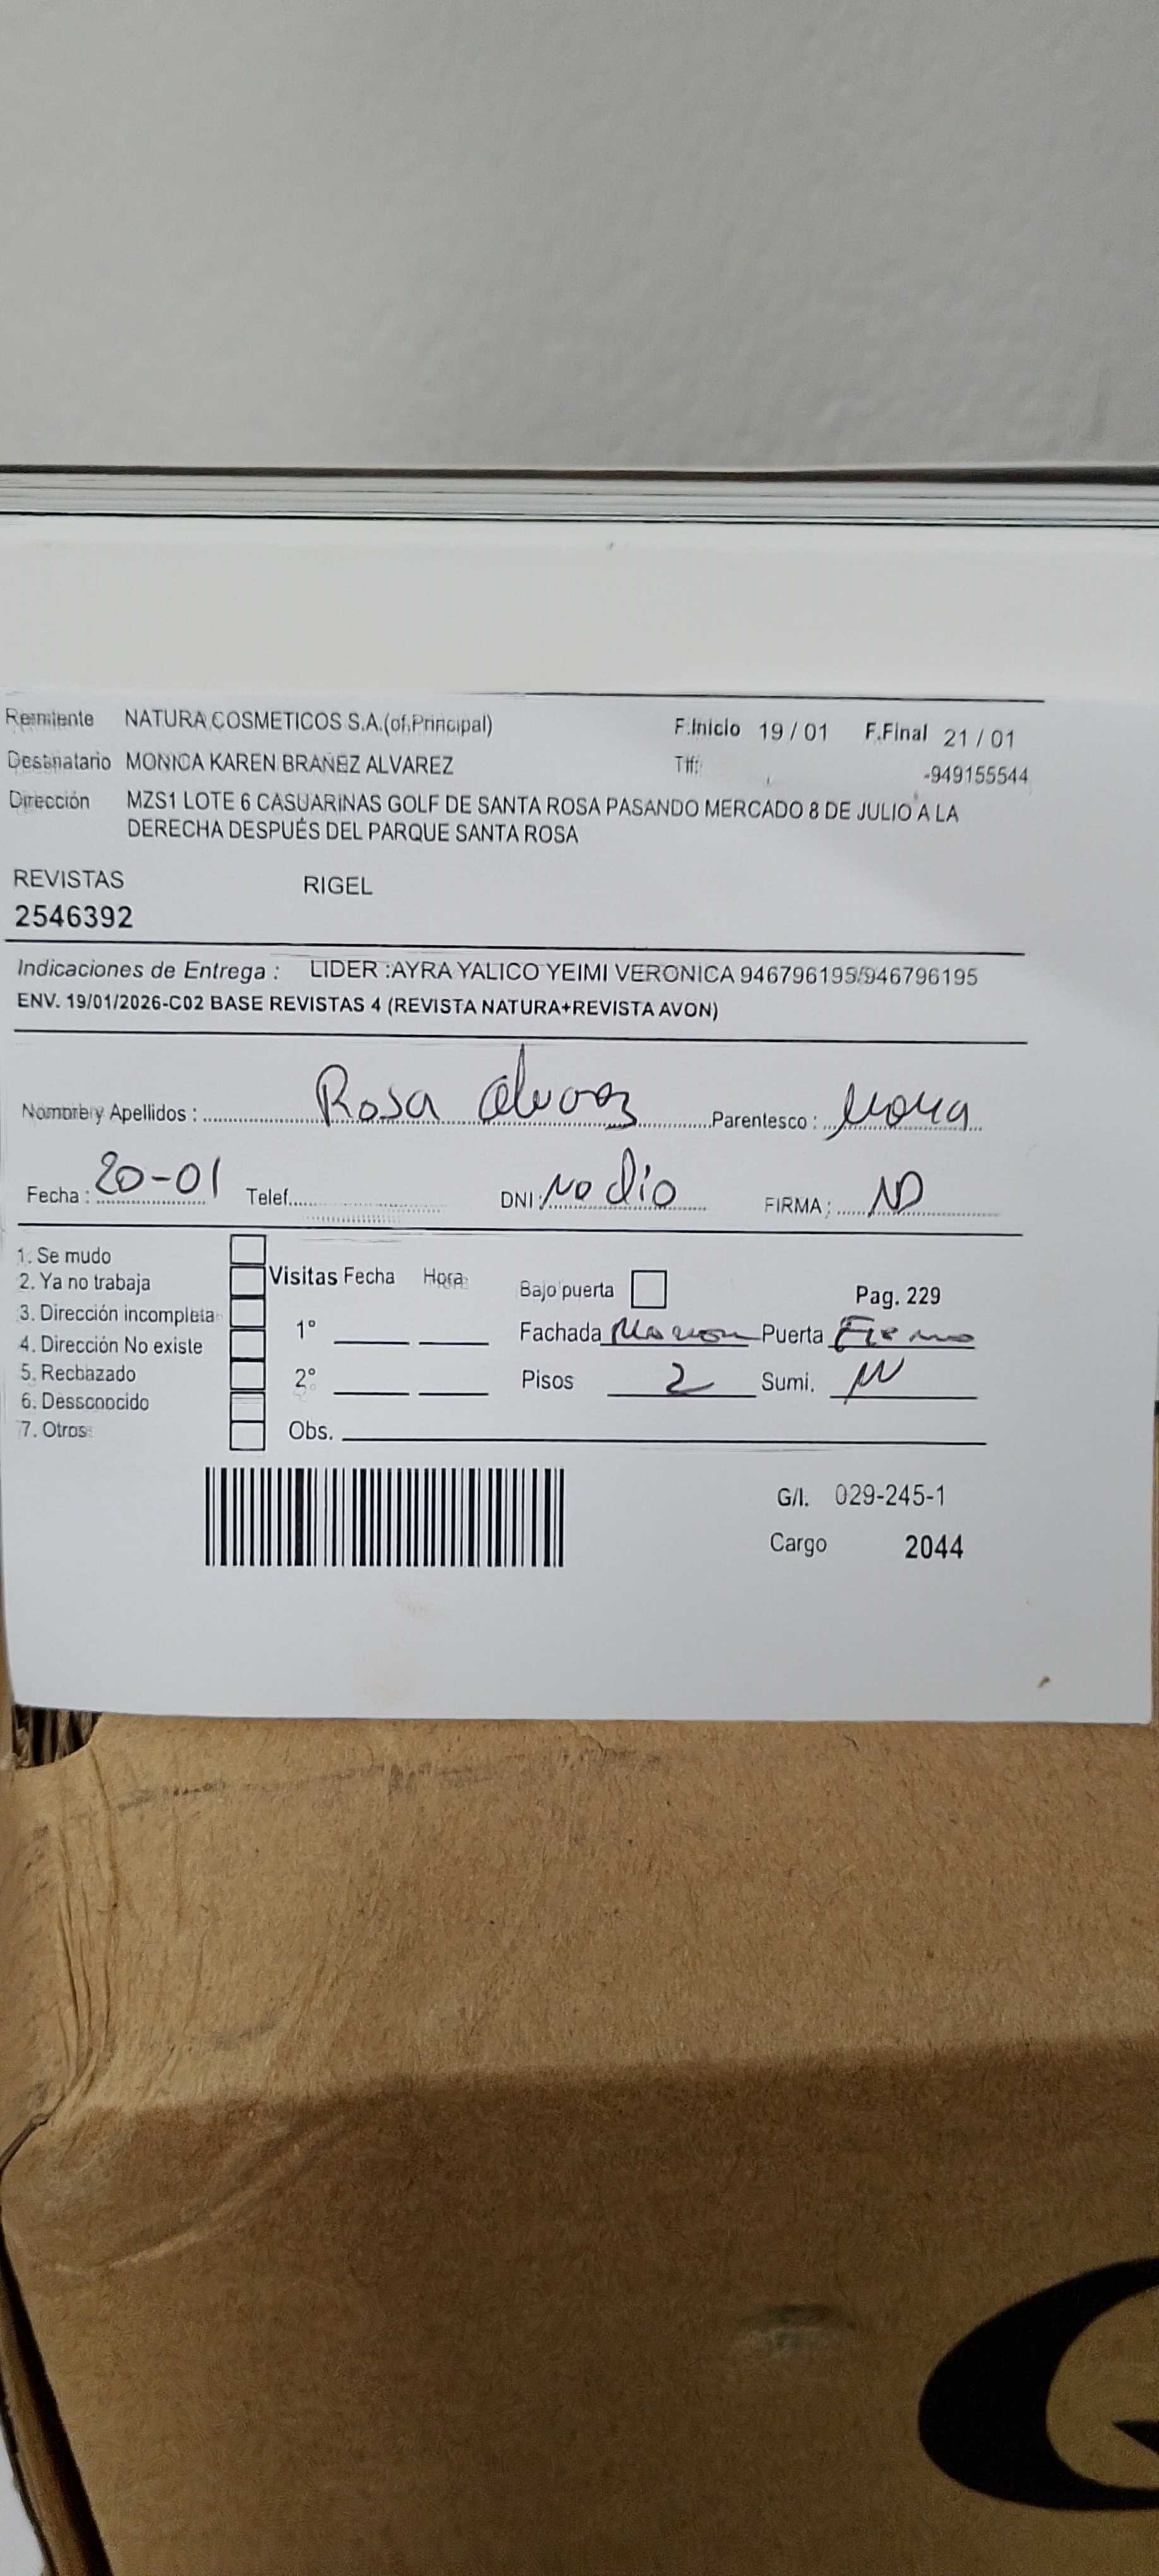 Remitente NATURA COSMETICOS S.A.(of.Principal) F.Inicio 19 / 01 F.Final 21 / 01
Destinatario MONICA KAREN BRAÑEZ ALVAREZ Tlf: -949155544
Dirección MZS1 LOTE 6 CASUARINAS GOLF DE SANTA ROSA PASANDO MERCADO 8 DE JULIO A LA
DERECHA DESPUÉS DEL PARQUE SANTA ROSA
REVISTAS RIGEL
2546392
Indicaciones de Entrega : LIDER :AYRA YALICO YEIMI VERONICA 946796195/946796195
ENV. 19/01/2026-C02 BASE REVISTAS 4 (REVISTA NATURA+REVISTA AVON)
Nombre y Apellidos : Rosa Alvarez Parentesco :
Fecha : 20-01 Telef. DNI: No dio FIRMA : ND
1. Se mudo
2. Ya no trabaja Visitas Fecha Hora Bajo puerta Pag. 229
3. Dirección incompleta
4. Dirección No existe 1° Fachada Marron Puerta Fierro
5. Rechazado 2° Pisos 2 Sumi.
6. Desconocido
7. Otros Obs.
G/I. 029-245-1
Cargo 2044